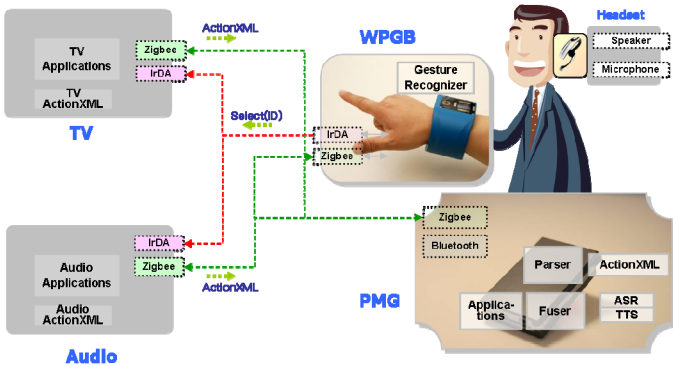 ActionXML
WPGB
Headset
TV
Applications
Zigbee
IrDA
TV
ActionXML
TV
Speaker
Microphone
Gesture
Recognizer
Select(ID)
IrDA
Zigbee
IrDA
Zigbee
Audio
Applications
Audio
ActionXML
ActionXML
Audio
Zigbee
Bluetooth
Parser
ActionXML
Applica-
tions
Fuser
ASR
TTS
PMG